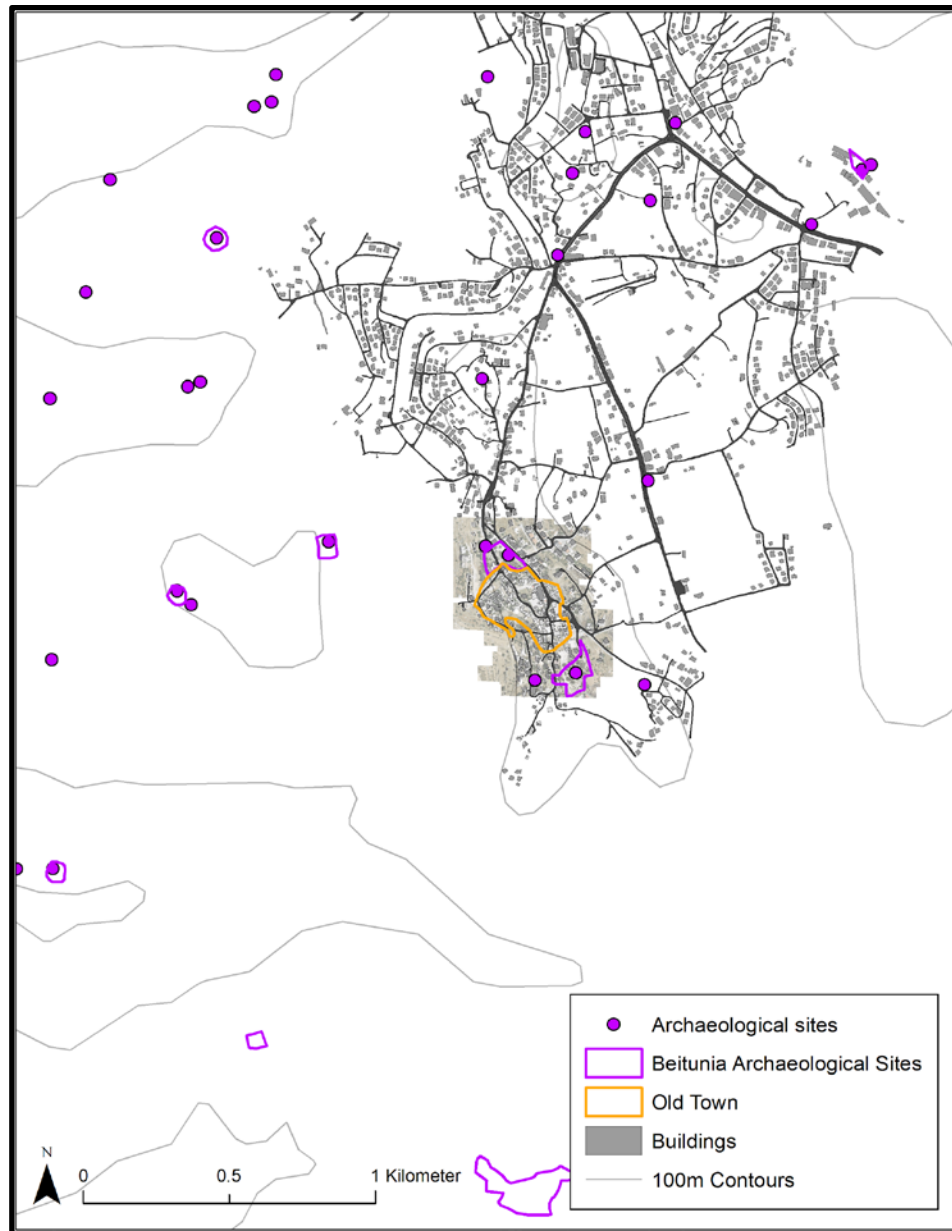 Archaeological sites
Beitunia Archaeological Sites
Old Town
Buildings
100m Contours
N
0 0.5 1 Kilometer